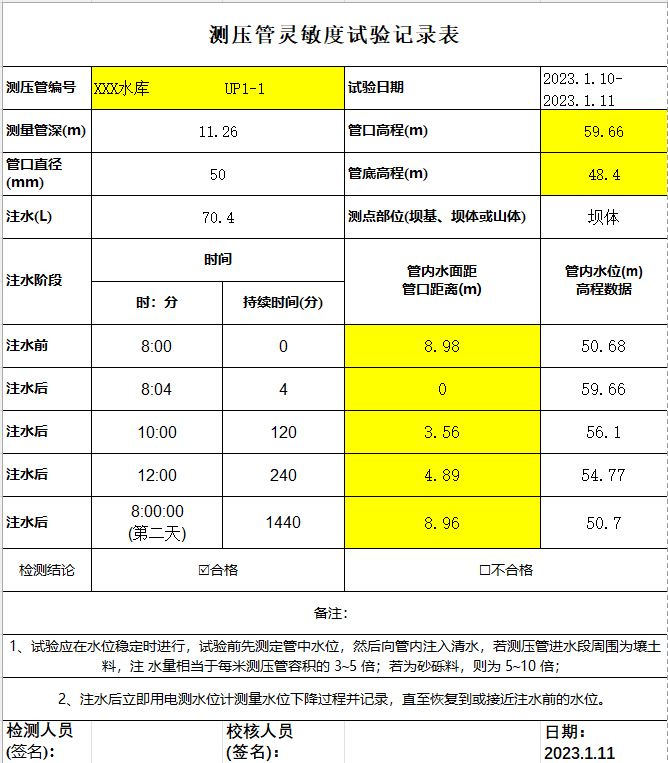 测压管灵敏度试验记录表
测压管编号 XXX水库 UP1-1 试验日期 2023.1.10-
2023.1.11
测量管深(m) 11.26 管口高程(m) 59.66
管口直径
(mm) 50 管底高程(m) 48.4
注水(L) 70.4 测点部位(坝基、坝体或山体) 坝体
注水阶段 时间 管内水面距
管口距离(m) 管内水位(m)
高程数据
时：分 持续时间(分)
注水前 8:00 0 8.98 50.68
注水后 8:04 4 0 59.66
注水后 10:00 120 3.56 56.1
注水后 12:00 240 4.89 54.77
注水后 8:00:00
(第二天) 1440 8.96 50.7
检测结论 ☑合格 ☐不合格
备注：
1、试验应在水位稳定时进行，试验前先测定管中水位，然后向管内注入清水，若测压管进水段周围为壤土
料，注 水量相当于每米测压管容积的 3~5 倍；若为砂砾料，则为 5~10 倍；
2、注水后立即用电测水位计测量水位下降过程并记录，直至恢复到或接近注水前的水位。
检测人员
(签名)： 校核人员
(签名)： 日期：
2023.1.11